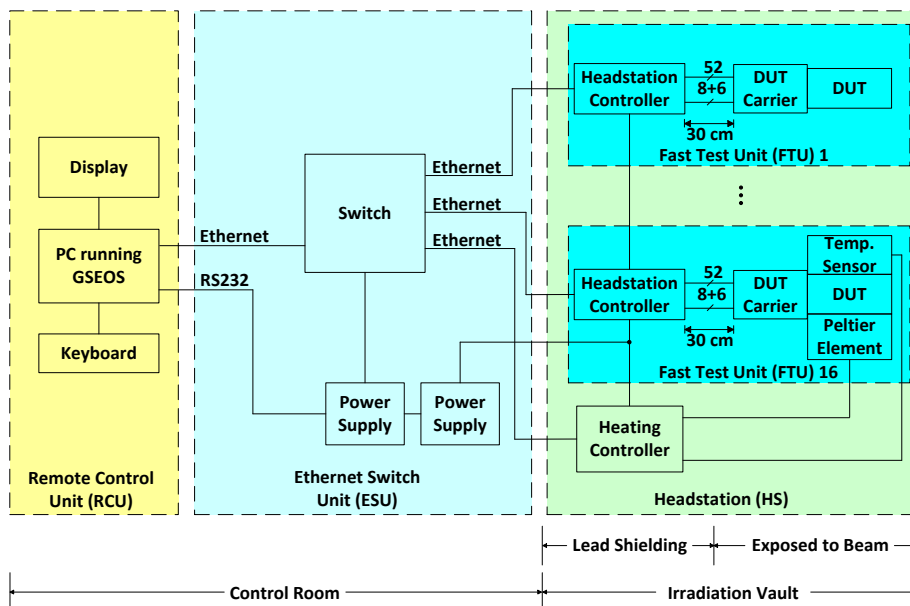 Display
PC running
GSEOS
Keyboard
Remote Control
Unit (RCU)
Ethernet
RS232
Switch
Ethernet
Ethernet
Ethernet
Power
Supply
Power
Supply
Ethernet Switch
Unit (ESU)
Headstation
Controller
52
8+6
30 cm
DUT
Carrier
DUT
Fast Test Unit (FTU) 1
Headstation
Controller
52
8+6
30 cm
DUT
Carrier
Temp.
Sensor
DUT
Peltier
Element
Fast Test Unit (FTU) 16
Heating
Controller
Headstation (HS)
Lead Shielding
Exposed to Beam
Control Room
Irradiation Vault